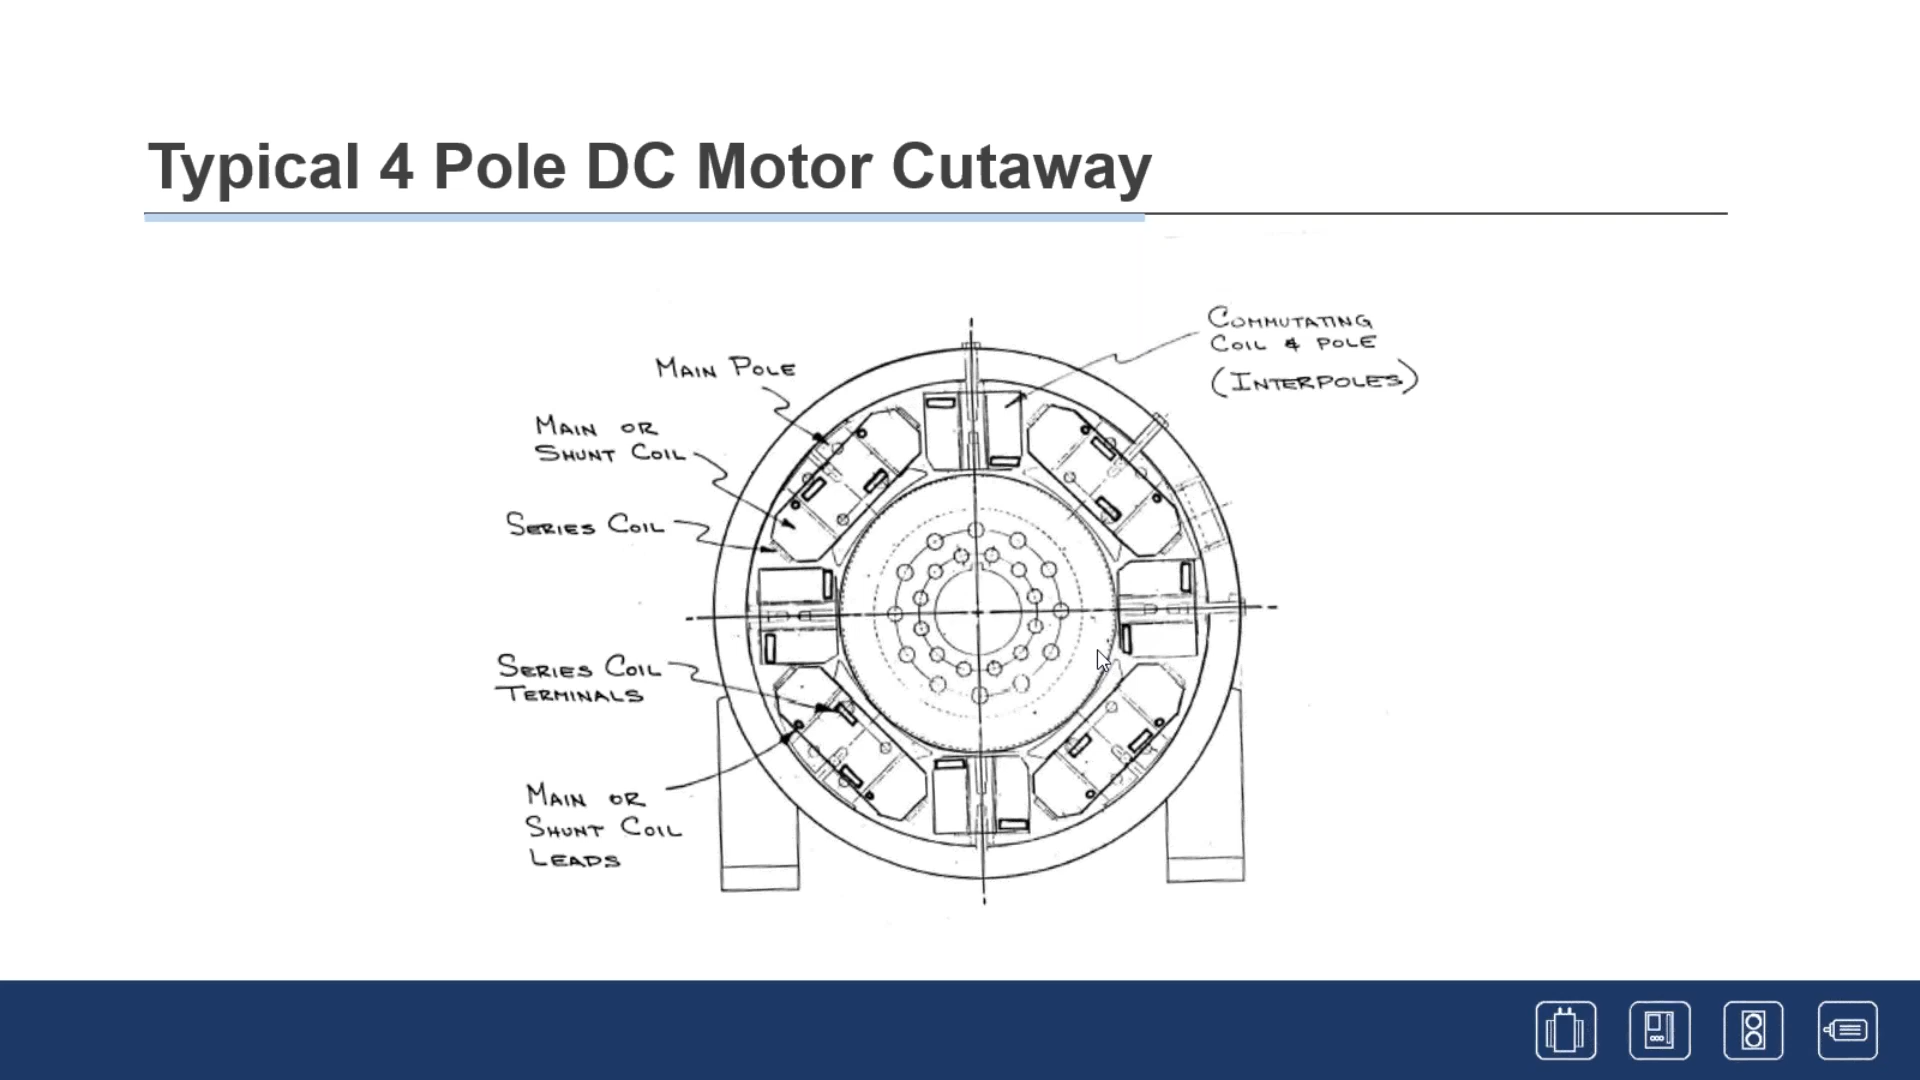 Typical 4 Pole DC Motor Cutaway
COMMUTATING
COIL & POLE
(INTERPOLES)
MAIN POLE
MAIN OR
SHUNT COIL
SERIES COIL
SERIES COIL
TERMINALS
MAIN OR
SHUNT COIL
LEADS